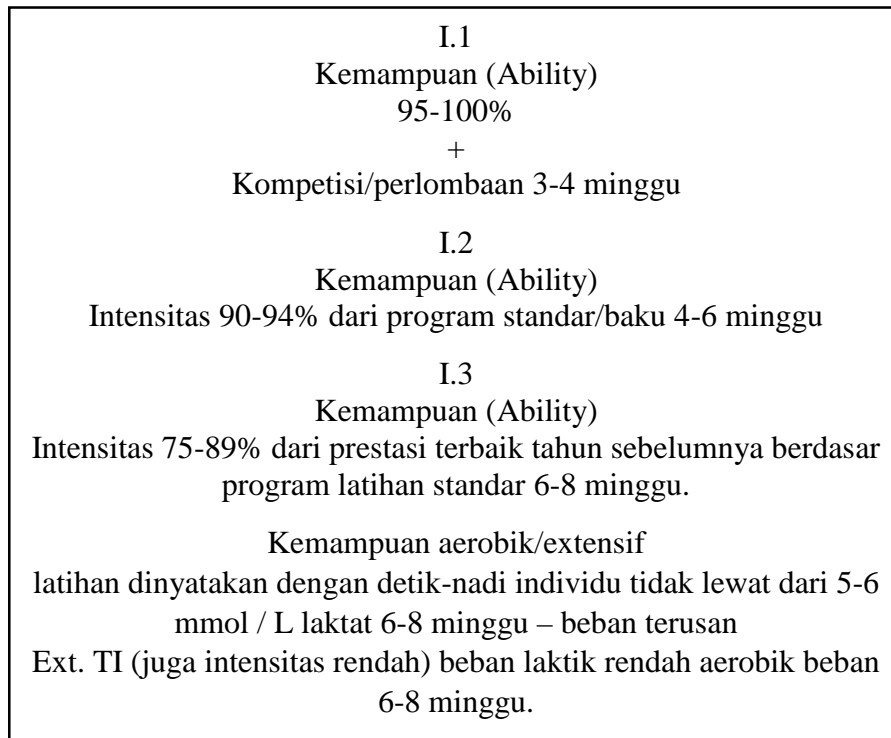 I.1
Kemampuan (Ability)
95-100%
+
Kompetisi/perlombaan 3-4 minggu
I.2
Kemampuan (Ability)
Intensitas 90-94% dari program standar/baku 4-6 minggu
I.3
Kemampuan (Ability)
Intensitas 75-89% dari prestasi terbaik tahun sebelumnya berdasar
program latihan standar 6-8 minggu.
Kemampuan aerobik/extensif
latihan dinyatakan dengan detik-nadi individu tidak lewat dari 5-6
mmol / L laktat 6-8 minggu – beban terusan
Ext. TI (juga intensitas rendah) beban laktik rendah aerobik beban
6-8 minggu.